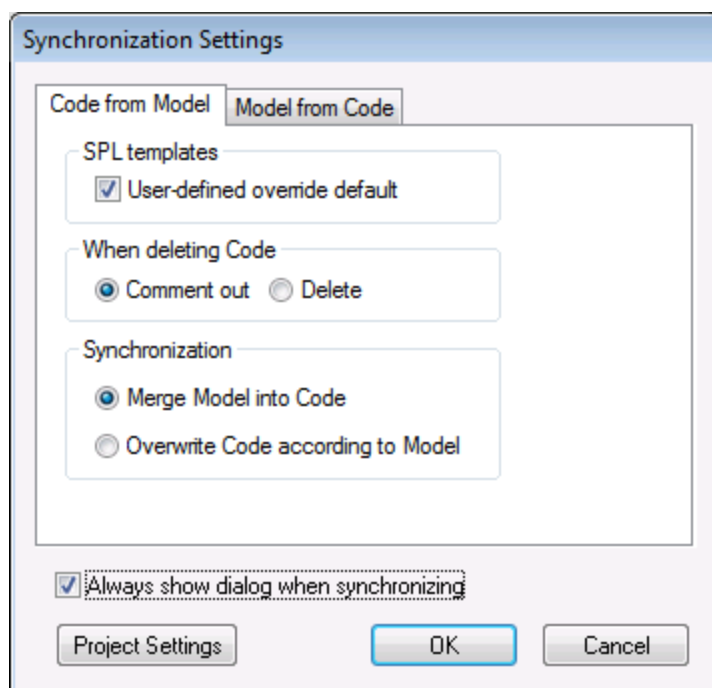 Synchronization Settings
Code from Model Model from Code
SPL templates
User-defined override default
When deleting Code
Comment out Delete
Synchronization
Merge Model into Code
Overwrite Code according to Model
Always show dialog when synchronizing
Project Settings OK Cancel